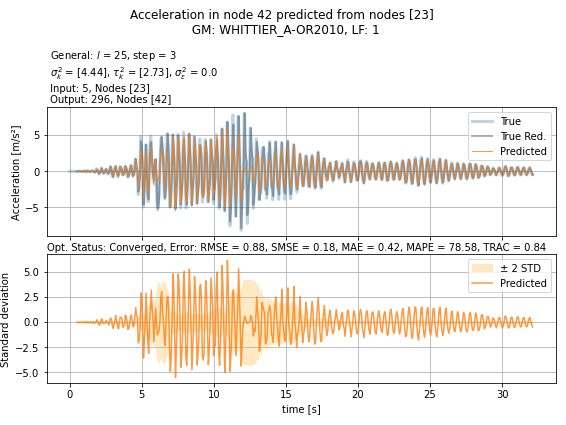 Acceleration in node 42 predicted from nodes [23]
GM: WHITTIER_A-OR2010, LF: 1
General: l = 25, step = 3
σ²ₖ = [4.44], τ²ₖ = [2.73], σ²ₑ = 0.0
Input: 5, Nodes [23]
Output: 296, Nodes [42]
Acceleration [m/s²]
5
0
−5
True
True Red.
Predicted
Opt. Status: Converged, Error: RMSE = 0.88, SMSE = 0.18, MAE = 0.42, MAPE = 78.58, TRAC = 0.84
Standard deviation
5.0
2.5
0.0
−2.5
−5.0
± 2 STD
Predicted
0 5 10 15 20 25 30
time [s]